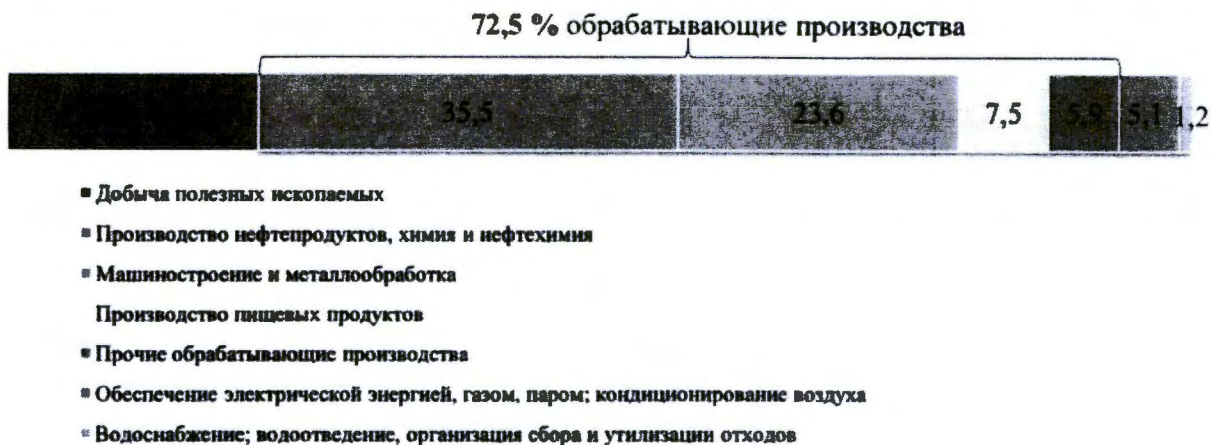 72,5 % обрабатывающие производства
35,5 23,6 7,5 5,9 5,1 1,2
Добыча полезных ископаемых
Производство нефтепродуктов, химия и нефтехимия
Машиностроение и металлообработка
Производство пищевых продуктов
Прочие обрабатывающие производства
Обеспечение электрической энергией, газом, паром; кондиционирование воздуха
Водоснабжение; водоотведение, организация сбора и утилизации отходов